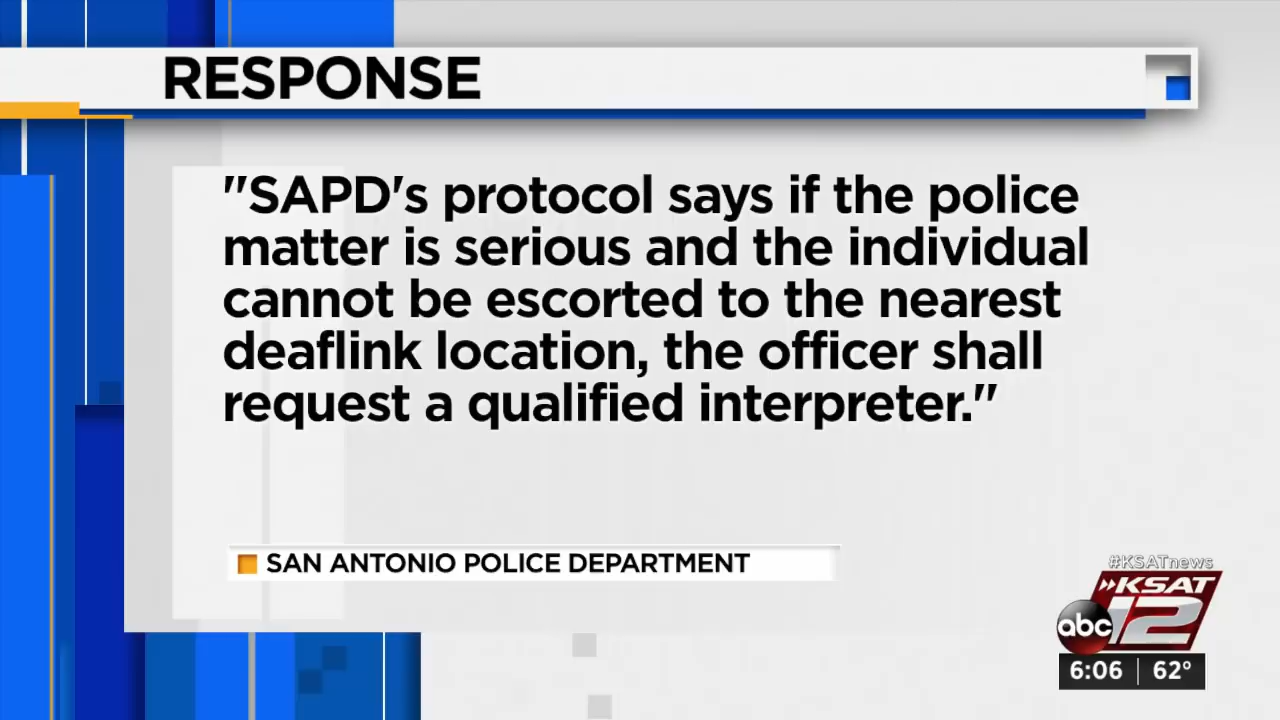 RESPONSE
"SAPD's protocol says if the police
matter is serious and the individual
cannot be escorted to the nearest
deaflink location, the officer shall
request a qualified interpreter."
SAN ANTONIO POLICE DEPARTMENT
#KSATnews
KSAT
abc 12
6:06 62°